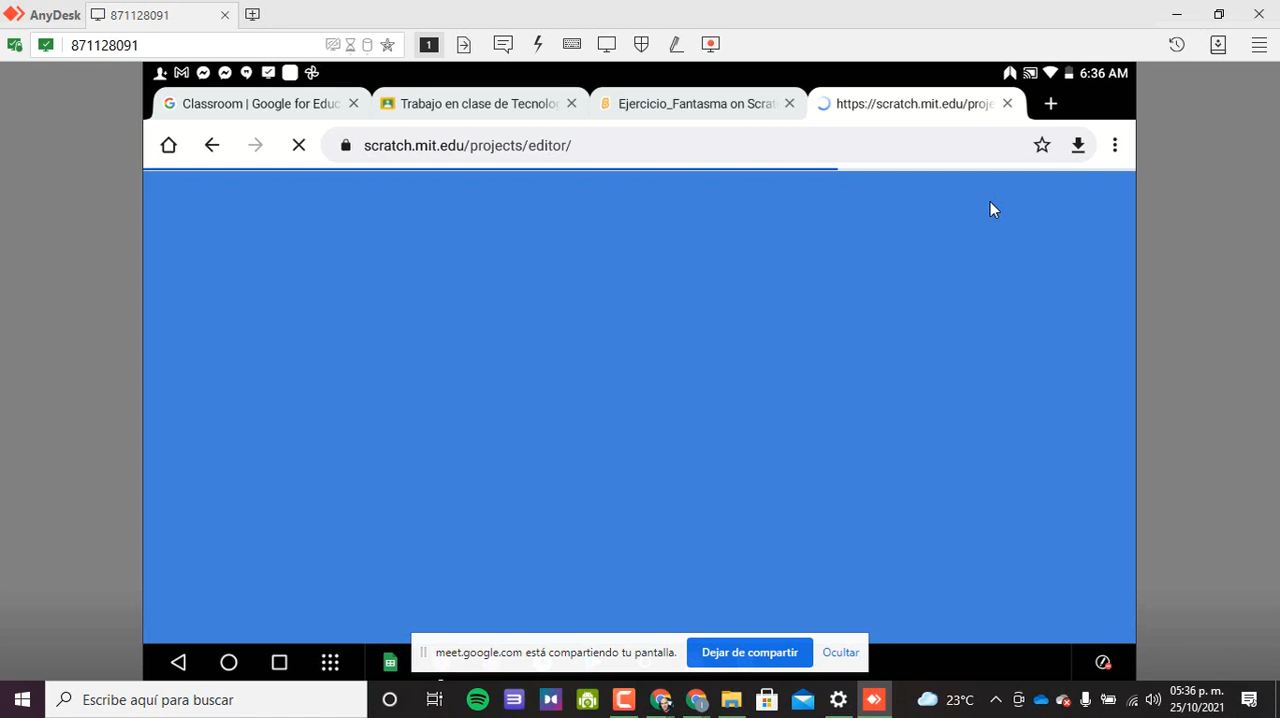 AnyDesk
871128091
871128091
1
6:36 AM
Classroom | Google for Educ
Trabajo en clase de Tecnolog
Ejercicio_Fantasma on Scrat
https://scratch.mit.edu/proje
scratch.mit.edu/projects/editor/
meet.google.com está compartiendo tu pantalla.
Dejar de compartir
Ocultar
Escribe aquí para buscar
23°C
05:36 p. m.
25/10/2021